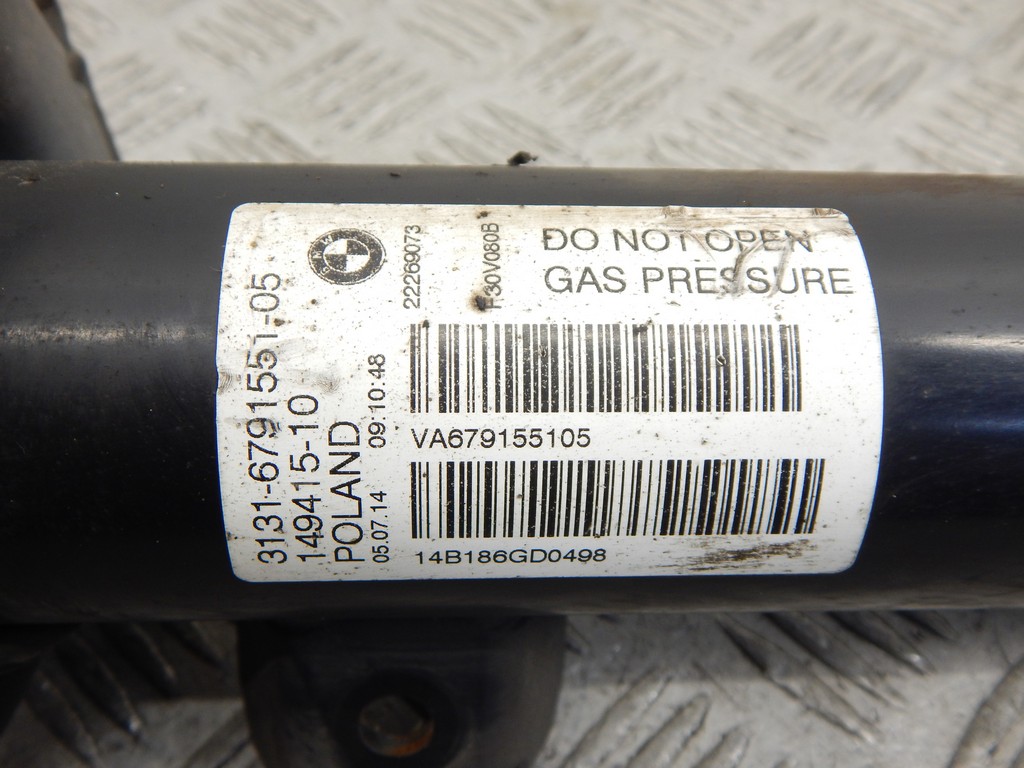 DO NOT OPEN
GAS PRESSURE
22269073
F30V080B
VA679155105
14B186GD0498
3131-6791551-05
149415-10
POLAND
05.07.14 09:10:48